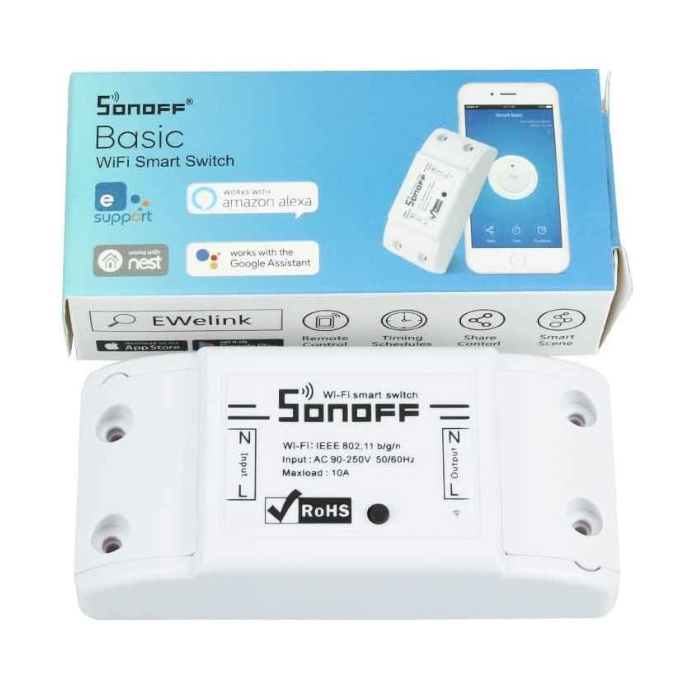 SONOFF®
Basic
WiFi Smart Switch
e
support
WORKS WITH
amazon alexa
works with
nest
works with the
Google Assistant
EWelink
Remote
Control
Timing
Schedules
Share
Contorl
Smart
Scene
App Store
Wi-Fi smart switch
SONOFF
N
Input
L
Wi-Fi: IEEE 802.11 b/g/n
Input : AC 90-250V 50/60Hz
Maxload : 10A
N
Output
L
RoHS